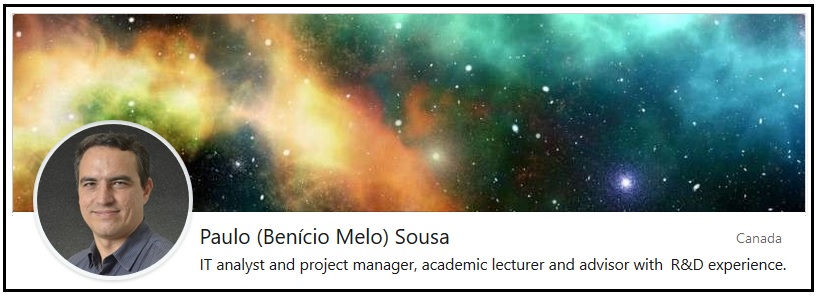 Paulo (Benício Melo) Sousa
Canada
IT analyst and project manager, academic lecturer and advisor with R&D experience.